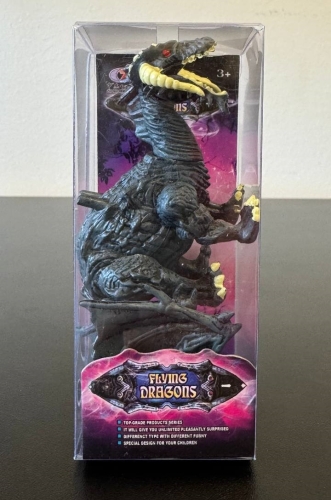 3+
FLYING
DRAGONS
TOP-GRADE PRODUCTS SERIES
IT WILL GIVE YOU UNLIMITED PLEASANTLY SURPRISED
DIFFERENCT TYPE WITH DIFFERENT FUNNY
SPECIAL DESIGN FOR YOUR CHILDREN